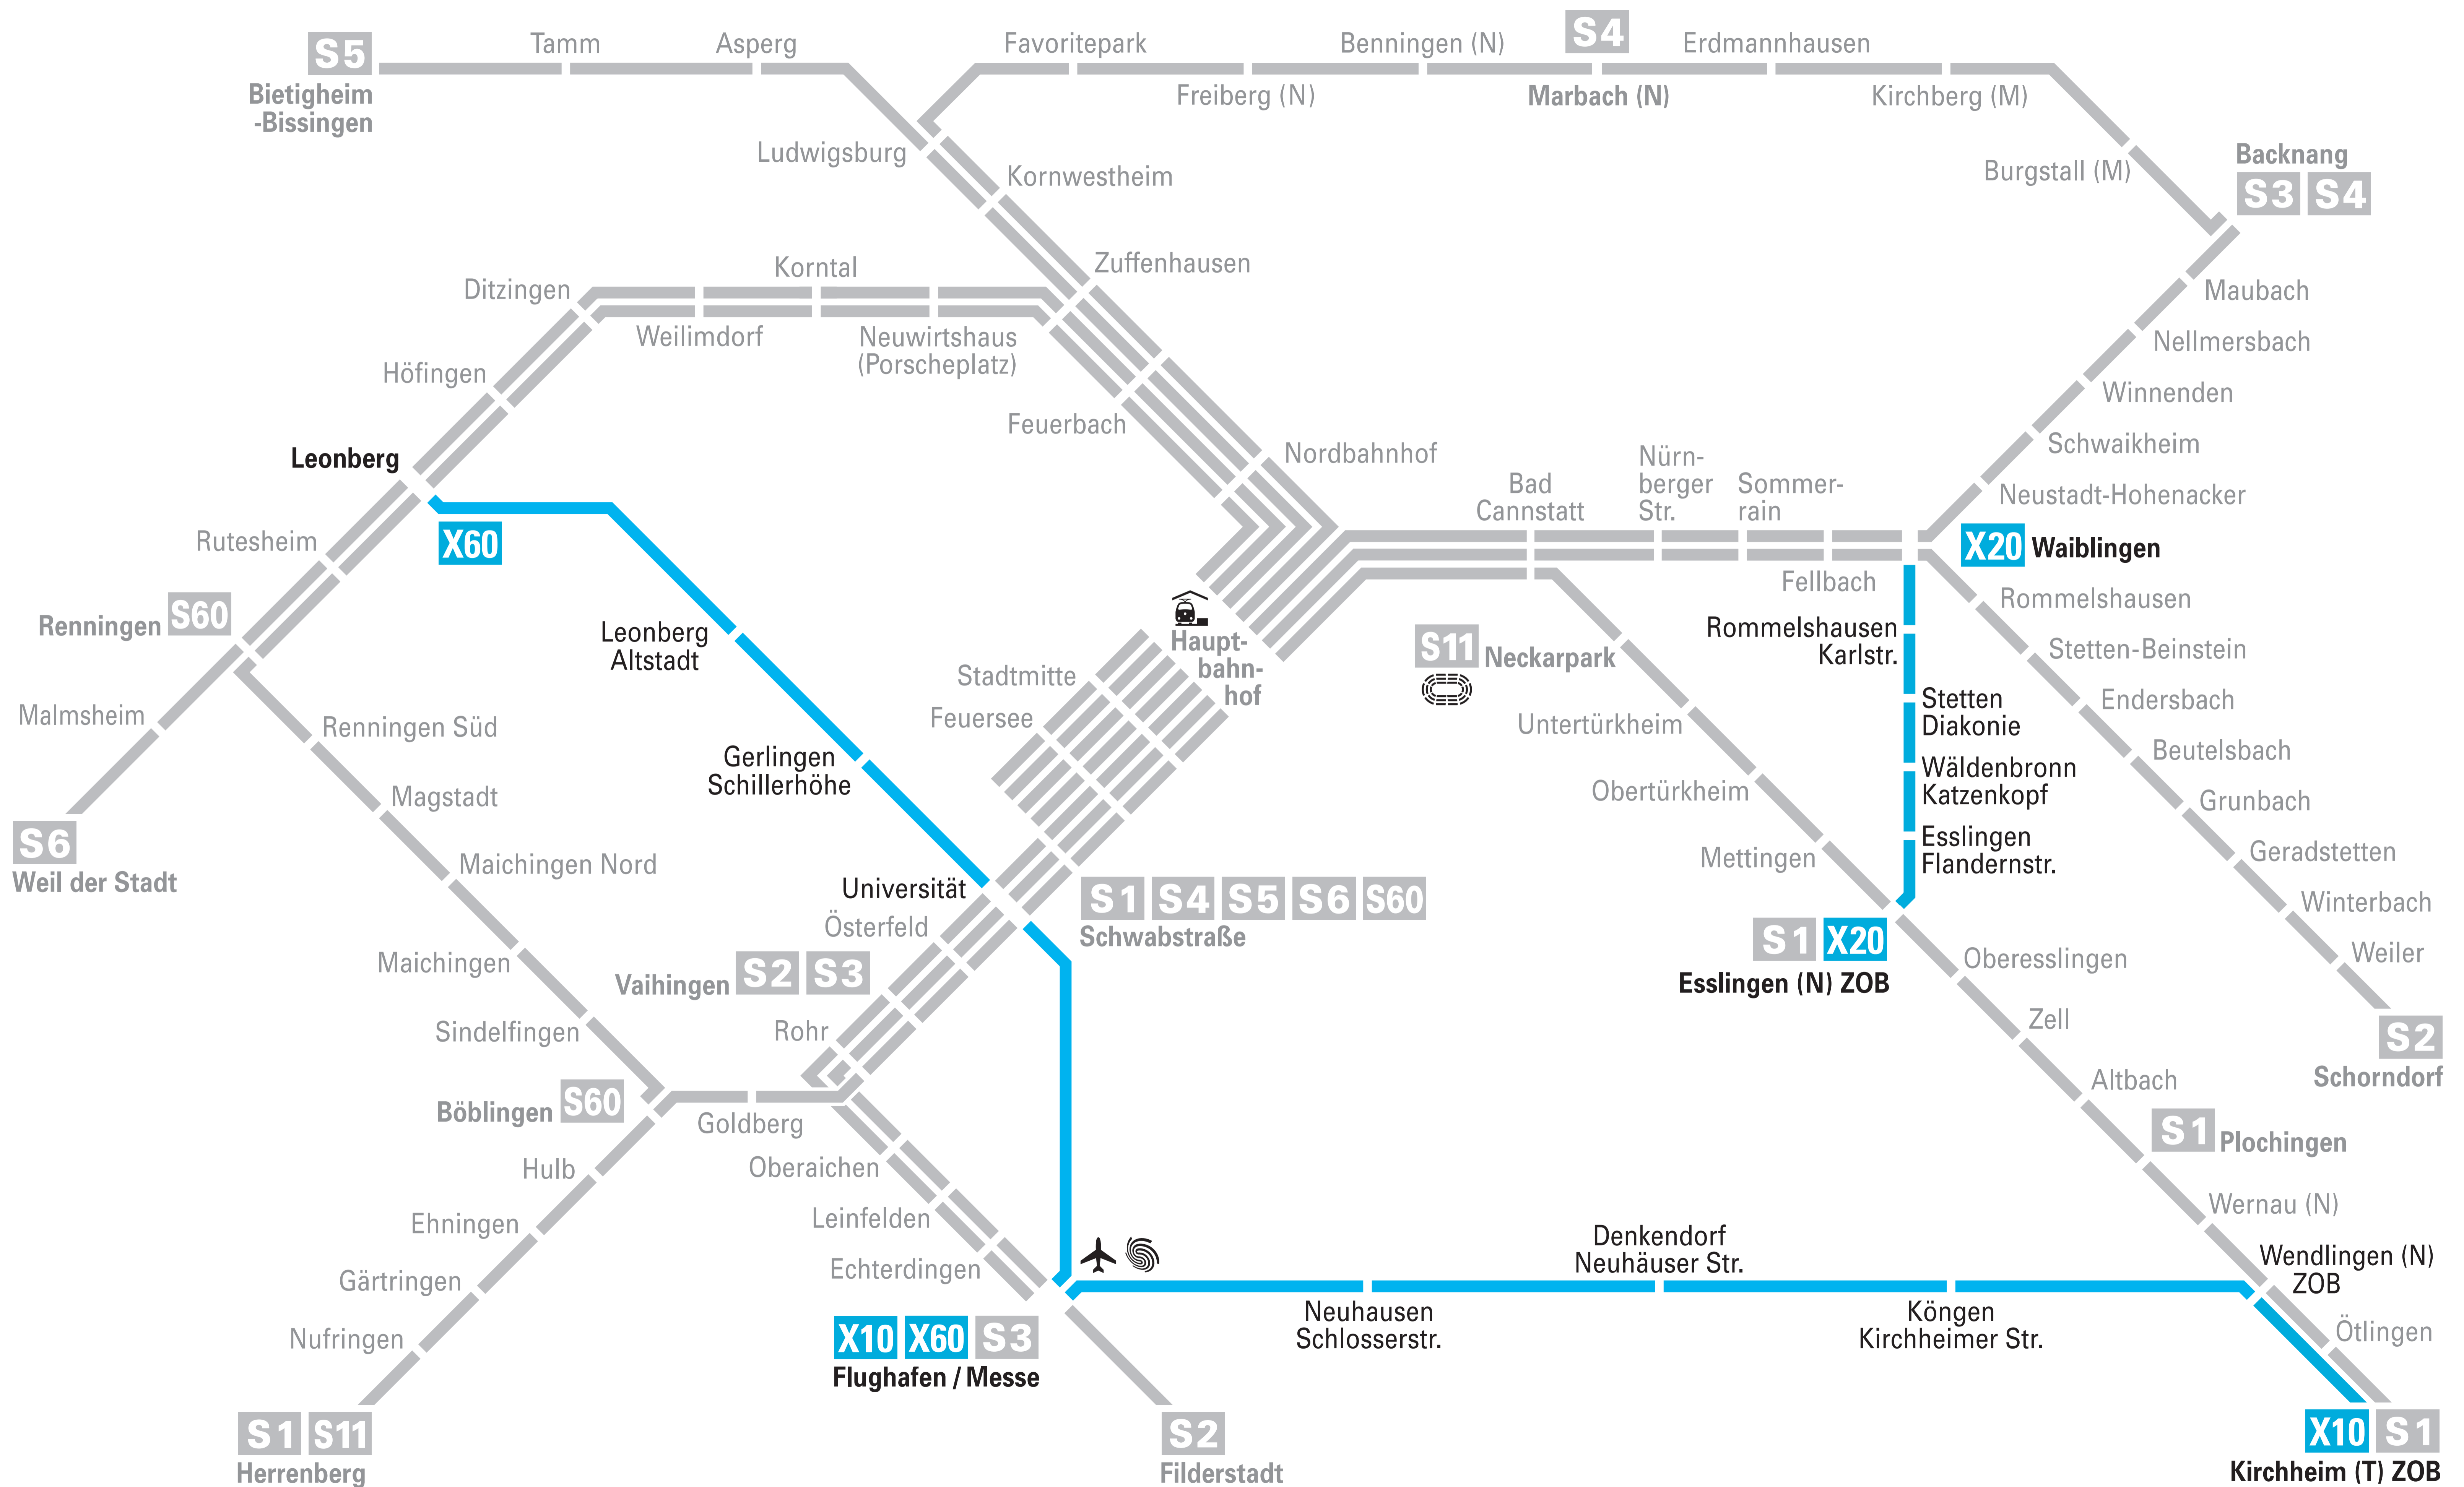 S5
Bietigheim
-Bissingen
Tamm
Asperg
Favoritepark
Freiberg (N)
Benningen (N)
S4
Marbach (N)
Erdmannhausen
Kirchberg (M)
Burgstall (M)
Backnang
S3 S4
Ludwigsburg
Kornwestheim
Zuffenhausen
Maubach
Nellmersbach
Winnenden
Schwaikheim
Neustadt-Hohenacker
Korntal
Ditzingen
Weilimdorf
Neuwirtshaus
(Porscheplatz)
Höfingen
Feuerbach
Leonberg
X60
Nordbahnhof
Bad
Cannstatt
Nürn-
berger
Str.
Sommer-
rain
Fellbach
X20 Waiblingen
Rutesheim
Renningen S60
Malmsheim
S6
Weil der Stadt
Leonberg
Altstadt
Gerlingen
Schillerhöhe
Haupt-
bahn-
hof
Stadtmitte
Feuersee
S11 Neckarpark
Untertürkheim
Obertürkheim
Mettingen
Rommelshausen
Karlstr.
Stetten
Diakonie
Wäldenbronn
Katzenkopf
Esslingen
Flandernstr.
Rommelshausen
Stetten-Beinstein
Endersbach
Beutelsbach
Grunbach
Geradstetten
Winterbach
Weiler
S2
Schorndorf
Renningen Süd
Magstadt
Maichingen Nord
Maichingen
Sindelfingen
Böblingen S60
Universität
Österfeld
Vaihingen S2 S3
Rohr
S1 S4 S5 S6 S60
Schwabstraße
S1 X20
Esslingen (N) ZOB
Oberesslingen
Zell
Altbach
S1 Plochingen
Wernau (N)
Wendlingen (N)
ZOB
Ötlingen
Goldberg
Hulb
Ehningen
Gärtringen
Nufringen
S1 S11
Herrenberg
Oberaichen
Leinfelden
Echterdingen
X10 X60 S3
Flughafen / Messe
S2
Filderstadt
Neuhausen
Schlosserstr.
Denkendorf
Neuhäuser Str.
Köngen
Kirchheimer Str.
X10 S1
Kirchheim (T) ZOB